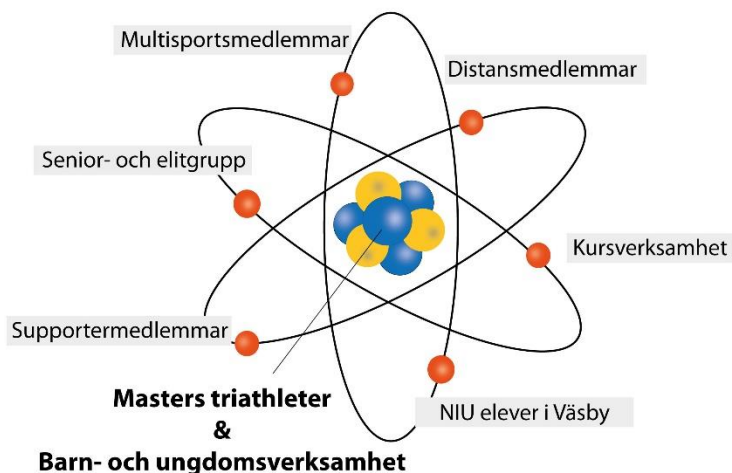 Multisportsmedlemmar
Distansmedlemmar
Senior- och elitgrupp
Kursverksamhet
Supportermedlemmar
Masters triathleter
&
Barn- och ungdomsverksamhet
NIU elever i Väsby